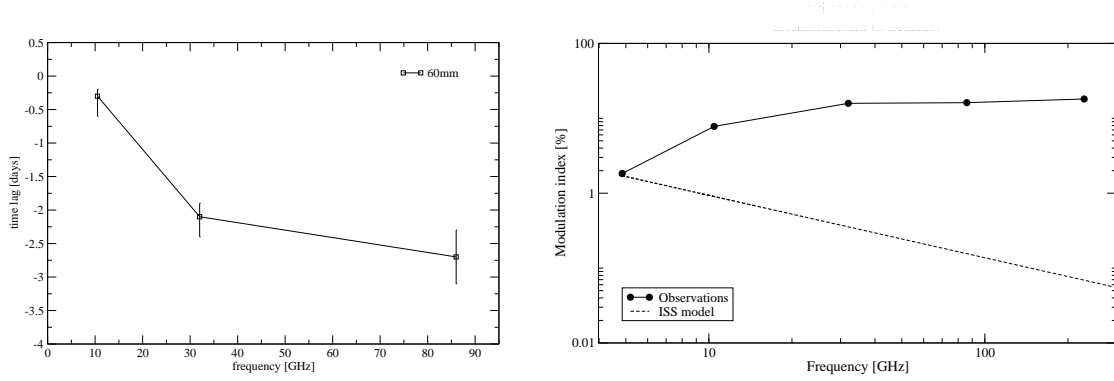 0.5
0
-0.5
-1
-1.5
-2
-2.5
-3
-3.5
-4
time lag [days]
0 10 20 30 40 50 60 70 80 90
frequency [GHz]
60mm
100
1
0.01
Modulation index [%]
10 100
Frequency [GHz]
Observations
ISS model